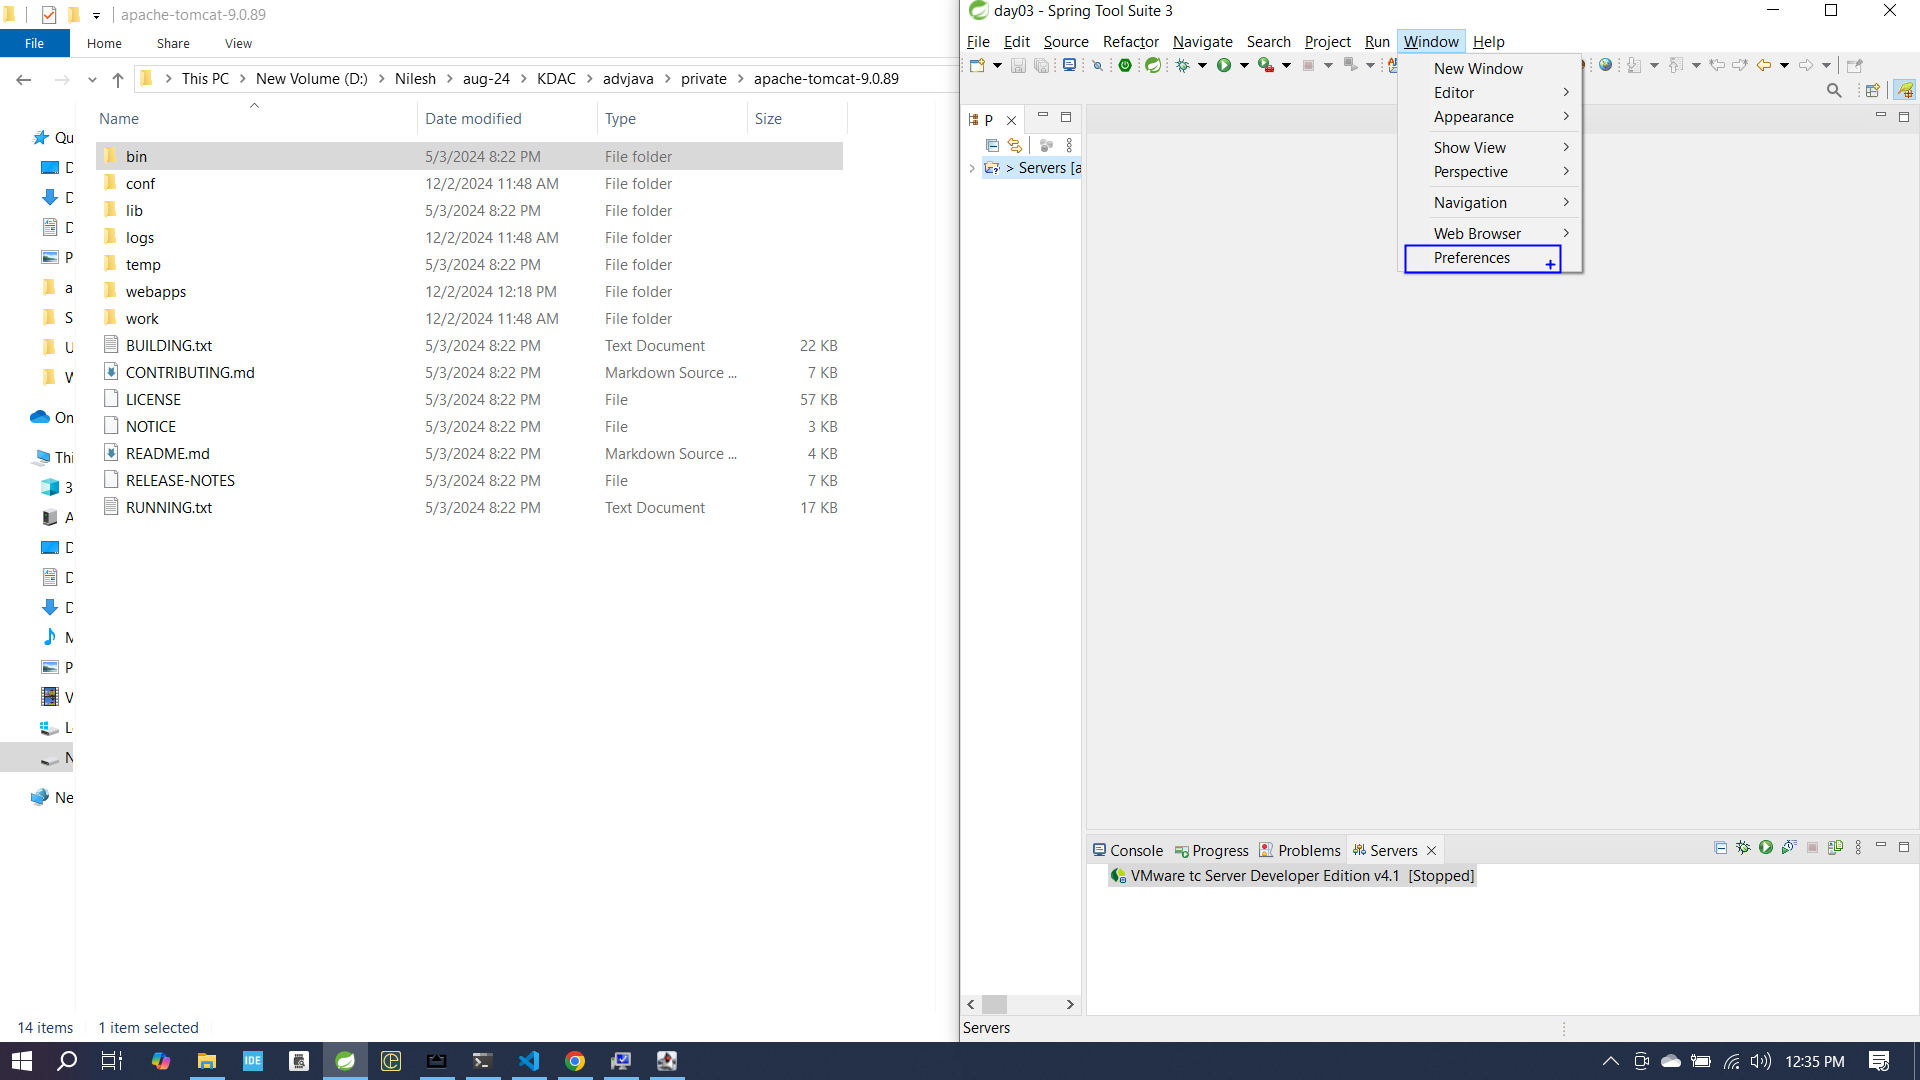 apache-tomcat-9.0.89
File Home Share View
This PC New Volume (D:) Nilesh aug-24 KDAC advjava private apache-tomcat-9.0.89
Name Date modified Type Size
bin 5/3/2024 8:22 PM File folder
conf 12/2/2024 11:48 AM File folder
lib 5/3/2024 8:22 PM File folder
logs 12/2/2024 11:48 AM File folder
temp 5/3/2024 8:22 PM File folder
webapps 12/2/2024 12:18 PM File folder
work 12/2/2024 11:48 AM File folder
BUILDING.txt 5/3/2024 8:22 PM Text Document 22 KB
CONTRIBUTING.md 5/3/2024 8:22 PM Markdown Source ... 7 KB
LICENSE 5/3/2024 8:22 PM File 57 KB
NOTICE 5/3/2024 8:22 PM File 3 KB
README.md 5/3/2024 8:22 PM Markdown Source ... 4 KB
RELEASE-NOTES 5/3/2024 8:22 PM File 7 KB
RUNNING.txt 5/3/2024 8:22 PM Text Document 17 KB
Qu
D
D
D
P
a
S
U
W
On
Thi
3
A
D
D
D
M
P
V
Lo
N
Ne
14 items 1 item selected
day03 - Spring Tool Suite 3
File Edit Source Refactor Navigate Search Project Run Window Help
New Window
Editor
Appearance
Show View
Perspective
Navigation
Web Browser
Preferences
P
> Servers [a
Console Progress Problems Servers
VMware tc Server Developer Edition v4.1 [Stopped]
Servers
IDE
12:35 PM